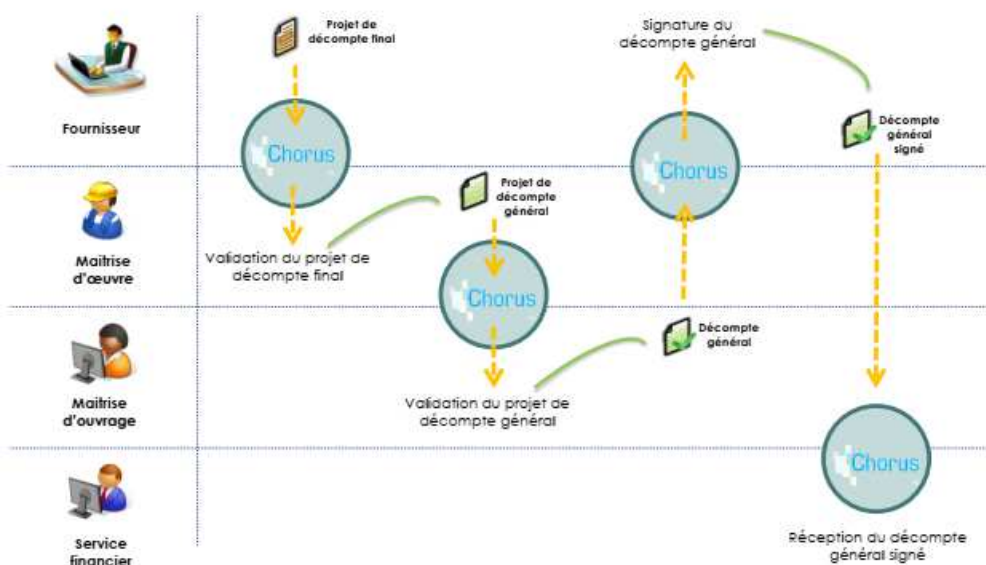 Projet de
décompte final
Signature du
décompte général
Fournisseur
Chorus
Chorus
Décompte
général
signé
Maîtrise
d'œuvre
Validation du projet de
décompte final
Projet de
décompte
général
Chorus
Maîtrise
d'ouvrage
Validation du projet de
décompte général
Décompte
général
Chorus
Service
financier
Réception du décompte
général signé